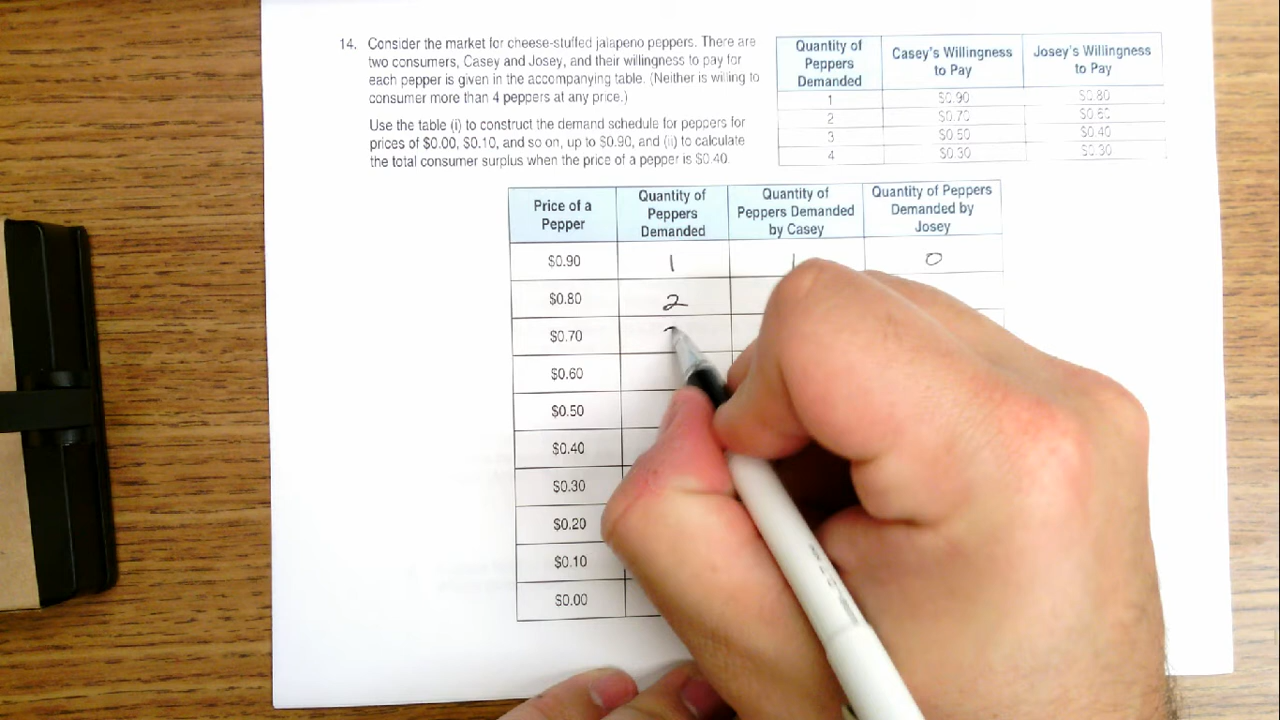 14. Consider the market for cheese-stuffed jalapeno peppers. There are
two consumers, Casey and Josey, and their willingness to pay for
each pepper is given in the accompanying table. (Neither is willing to
consumer more than 4 peppers at any price.)
Use the table (i) to construct the demand schedule for peppers for
prices of $0.00, $0.10, and so on, up to $0.90, and (ii) to calculate
the total consumer surplus when the price of a pepper is $0.40.
Quantity of Peppers Demanded Casey's Willingness to Pay Josey's Willingness to Pay
1 $0.90 $0.80
2 $0.70 $0.60
3 $0.50 $0.40
4 $0.30 $0.30
Price of a Pepper Quantity of Peppers Demanded Quantity of Peppers Demanded by Casey Quantity of Peppers Demanded by Josey
$0.90 1 1 0
$0.80 2
$0.70
$0.60
$0.50
$0.40
$0.30
$0.20
$0.10
$0.00